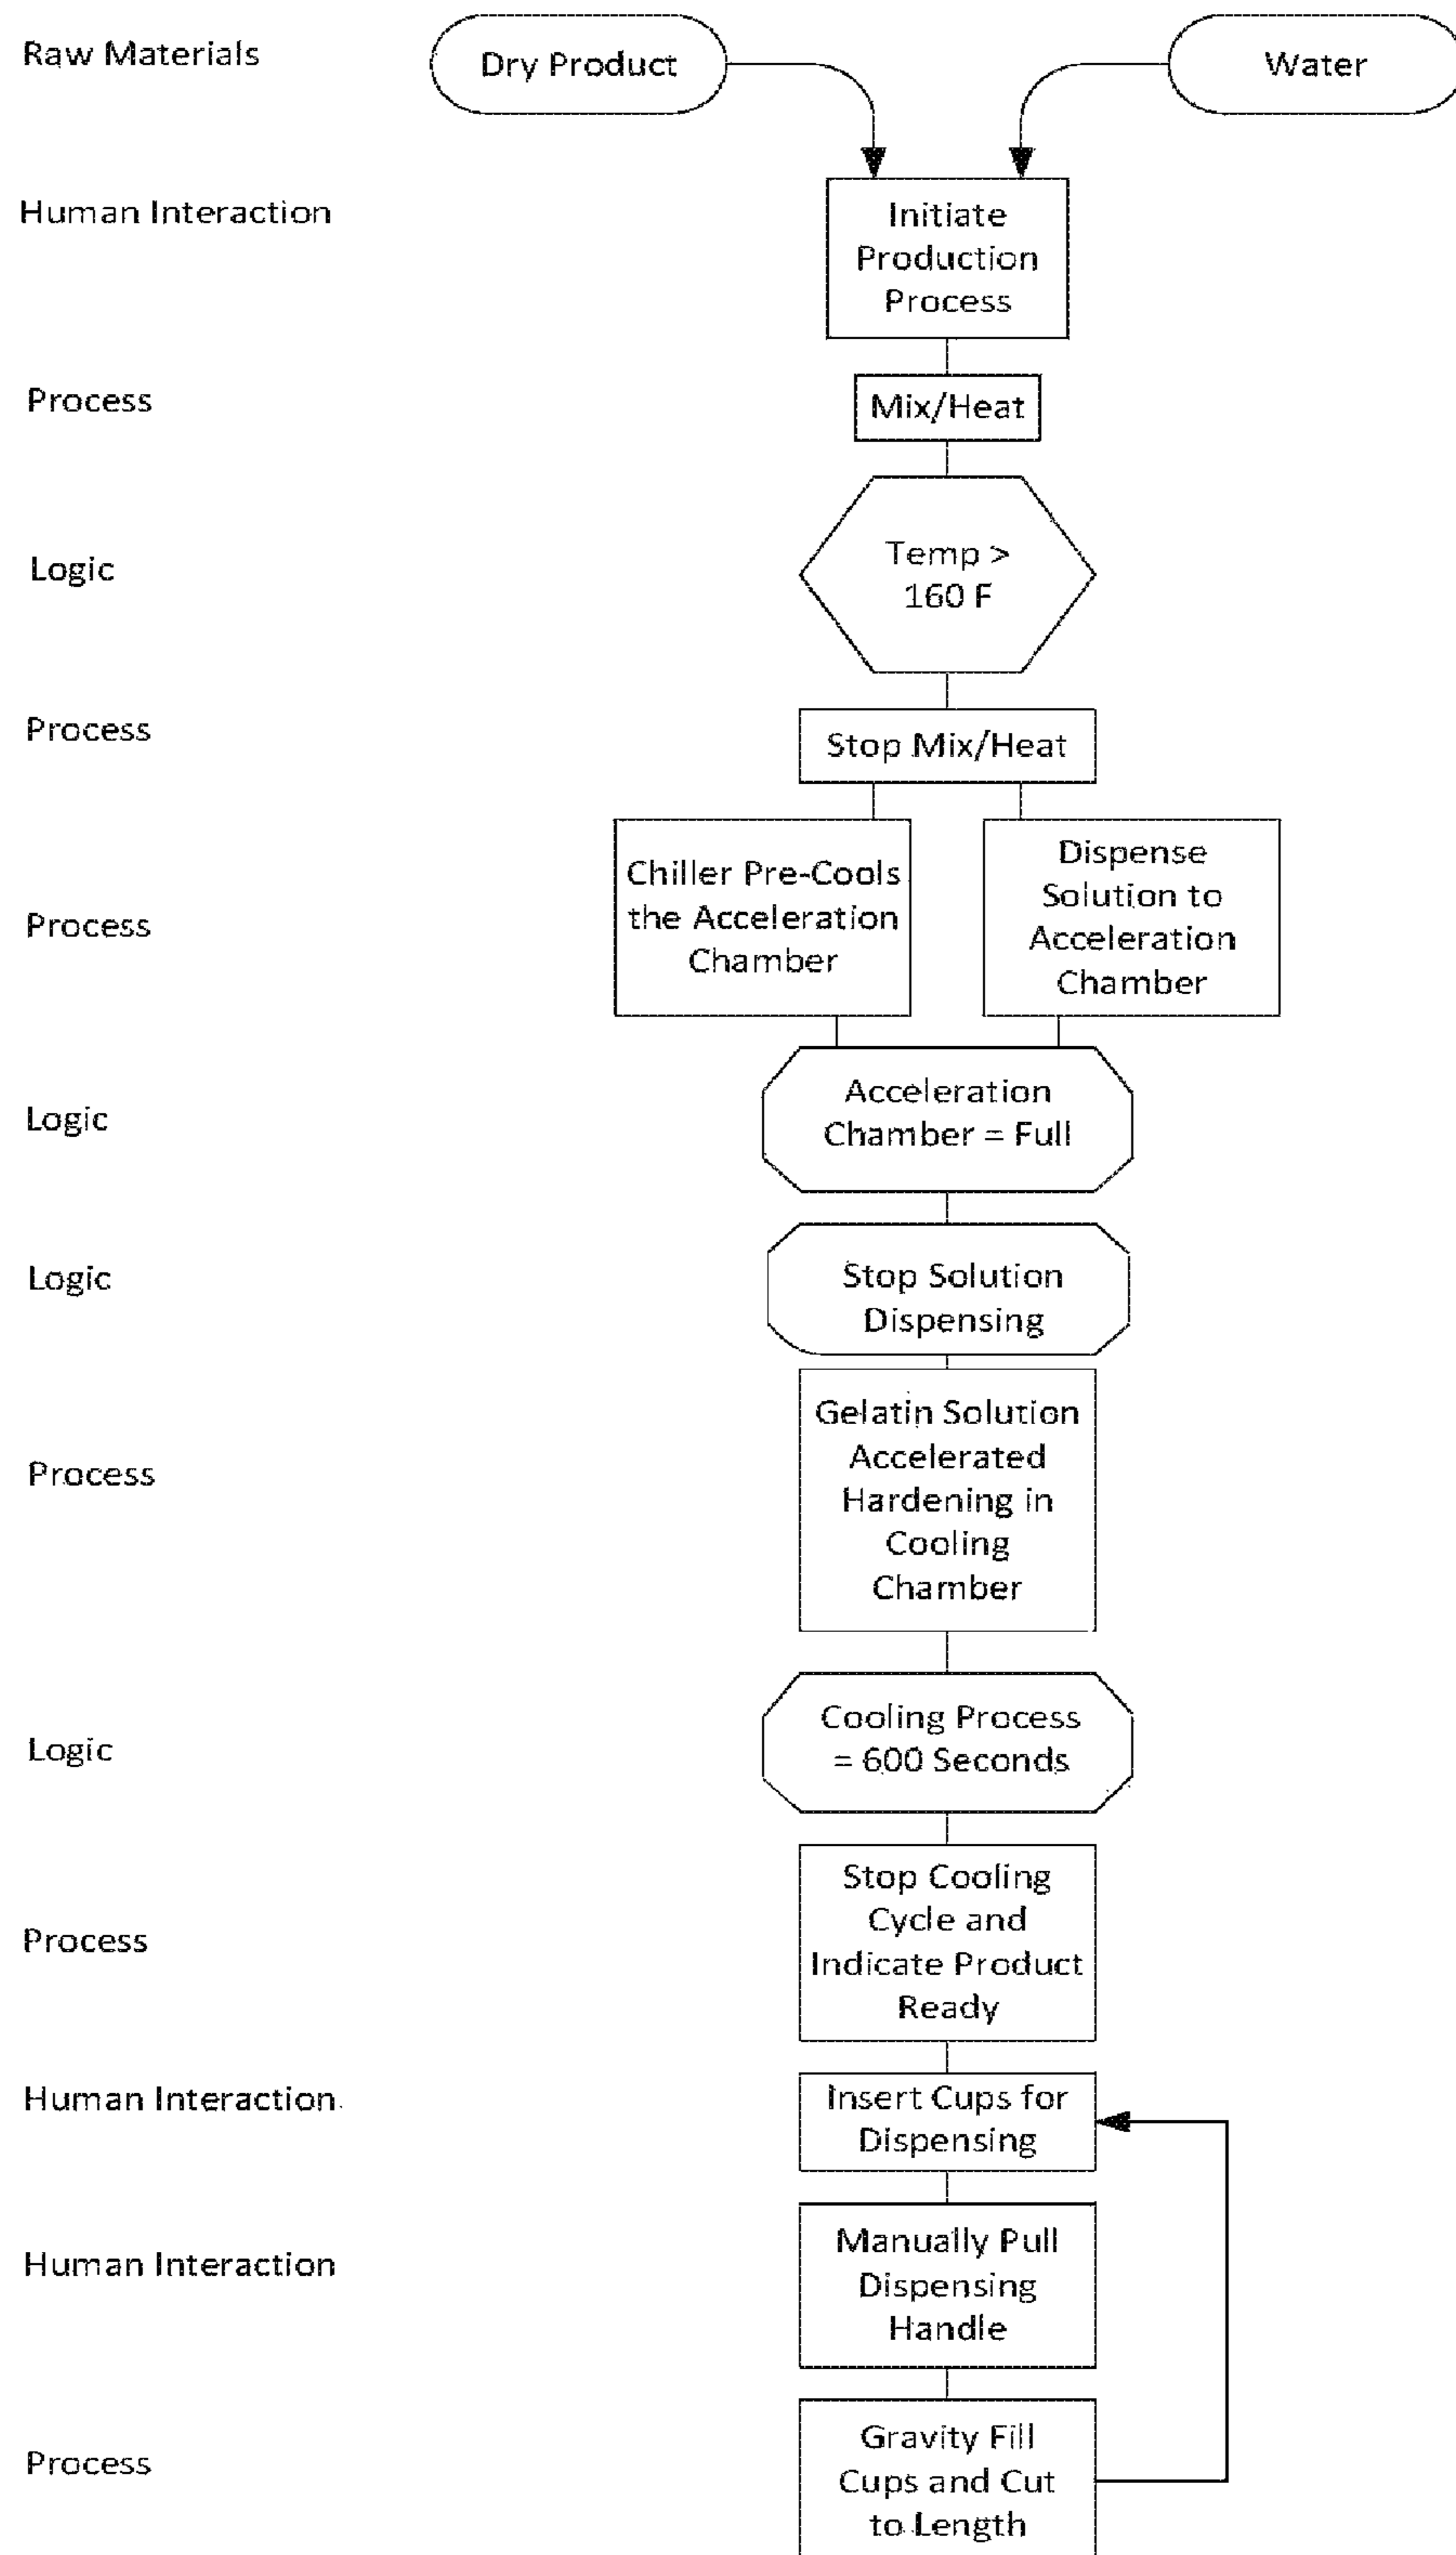 Raw Materials
Dry Product
Water
Human Interaction
Initiate
Production
Process
Process
Mix/Heat
Logic
Temp >
160 F
Process
Stop Mix/Heat
Process
Chiller Pre-Cools
the Acceleration
Chamber
Dispense
Solution to
Acceleration
Chamber
Logic
Acceleration
Chamber = Full
Logic
Stop Solution
Dispensing
Process
Gelatin Solution
Accelerated
Hardening in
Cooling
Chamber
Logic
Cooling Process
= 600 Seconds
Process
Stop Cooling
Cycle and
Indicate Product
Ready
Human Interaction
Insert Cups for
Dispensing
Human Interaction
Manually Pull
Dispensing
Handle
Process
Gravity Fill
Cups and Cut
to Length